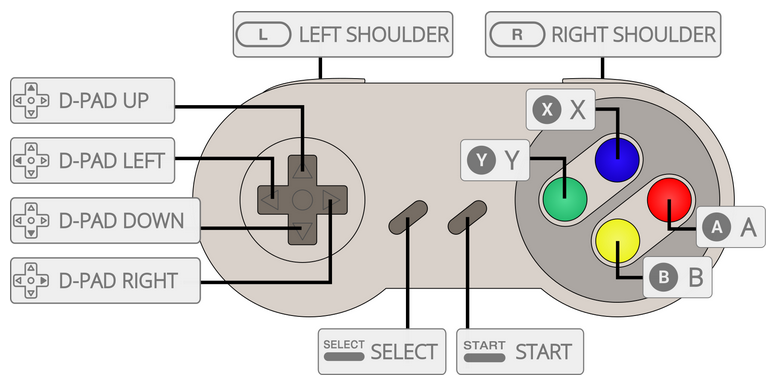 L LEFT SHOULDER
R RIGHT SHOULDER
D-PAD UP
X X
D-PAD LEFT
Y Y
D-PAD DOWN
A A
D-PAD RIGHT
B B
SELECT SELECT
START START